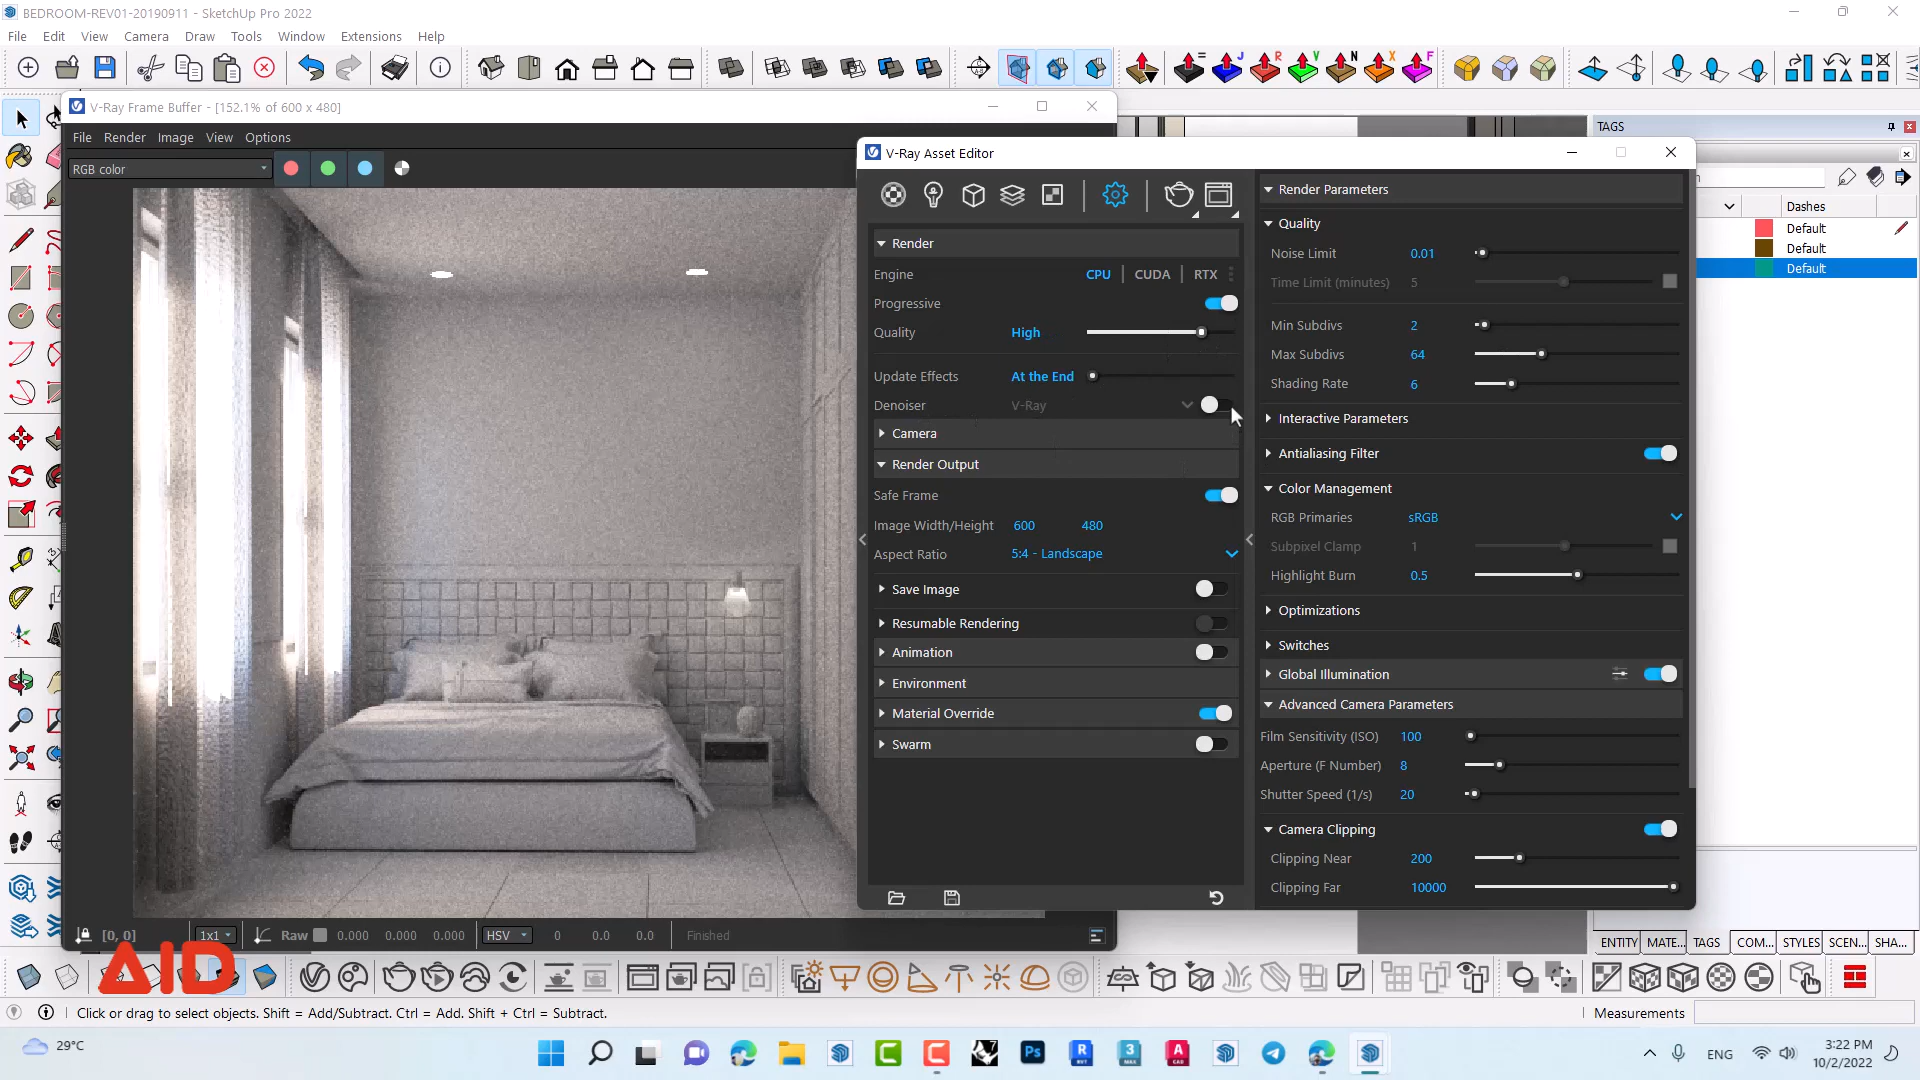 BEDROOM-REV01-20190911 - SketchUp Pro 2022
File Edit View Camera Draw Tools Window Extensions Help
V-Ray Frame Buffer - [152.1% of 600 x 480]
File Render Image View Options
RGB color
V-Ray Asset Editor
Render
Engine CPU CUDA RTX
Progressive
Quality High
Update Effects At the End
Denoiser V-Ray
Camera
Render Output
Safe Frame
Image Width/Height 600 480
Aspect Ratio 5:4 - Landscape
Save Image
Resumable Rendering
Animation
Environment
Material Override
Swarm
Render Parameters
Quality
Noise Limit 0.01
Time Limit (minutes) 5
Min Subdivs 2
Max Subdivs 64
Shading Rate 6
Interactive Parameters
Antialiasing Filter
Color Management
RGB Primaries sRGB
Subpixel Clamp 1
Highlight Burn 0.5
Optimizations
Switches
Global Illumination
Advanced Camera Parameters
Film Sensitivity (ISO) 100
Aperture (F Number) 8
Shutter Speed (1/s) 20
Camera Clipping
Clipping Near 200
Clipping Far 10000
TAGS
Dashes
Default
Default
Default
ENTITY MATE... TAGS COM... STYLES SCEN... SHA...
[0, 0] 1x1 Raw 0.000 0.000 0.000 HSV 0 0.0 0.0 Finished
AID
Click or drag to select objects. Shift = Add/Subtract. Ctrl = Add. Shift + Ctrl = Subtract.
Measurements
29°C
ENG
3:22 PM
10/2/2022